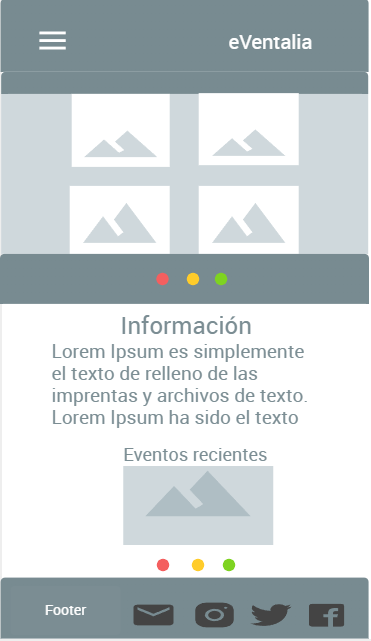 eVentalia
Información
Lorem Ipsum es simplemente
el texto de relleno de las
imprentas y archivos de texto.
Lorem Ipsum ha sido el texto
Eventos recientes
Footer